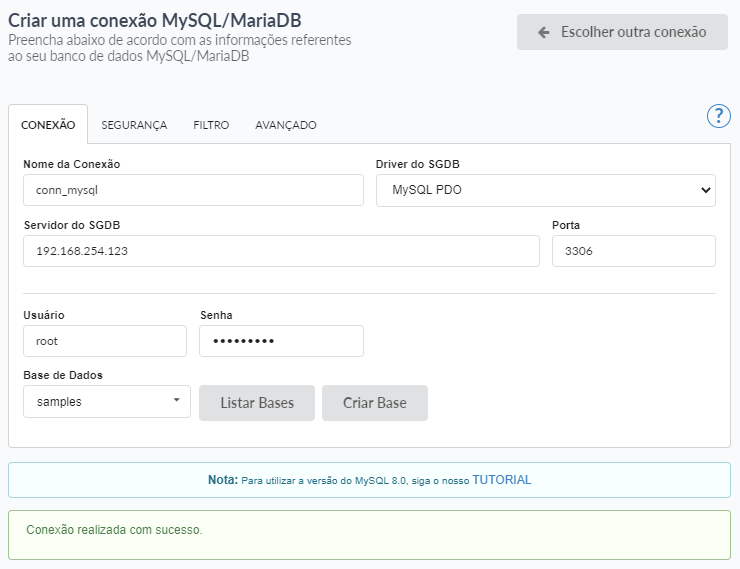 Criar uma conexão MySQL/MariaDB
Preencha abaixo de acordo com as informações referentes
ao seu banco de dados MySQL/MariaDB
Escolher outra conexão
CONEXÃO SEGURANÇA FILTRO AVANÇADO ?
Nome da Conexão Driver do SGDB
conn_mysql MySQL PDO
Servidor do SGDB Porta
192.168.254.123 3306
Usuário Senha
root •••••••••
Base de Dados
samples Listar Bases Criar Base
Nota: Para utilizar a versão do MySQL 8.0, siga o nosso TUTORIAL
Conexão realizada com sucesso.